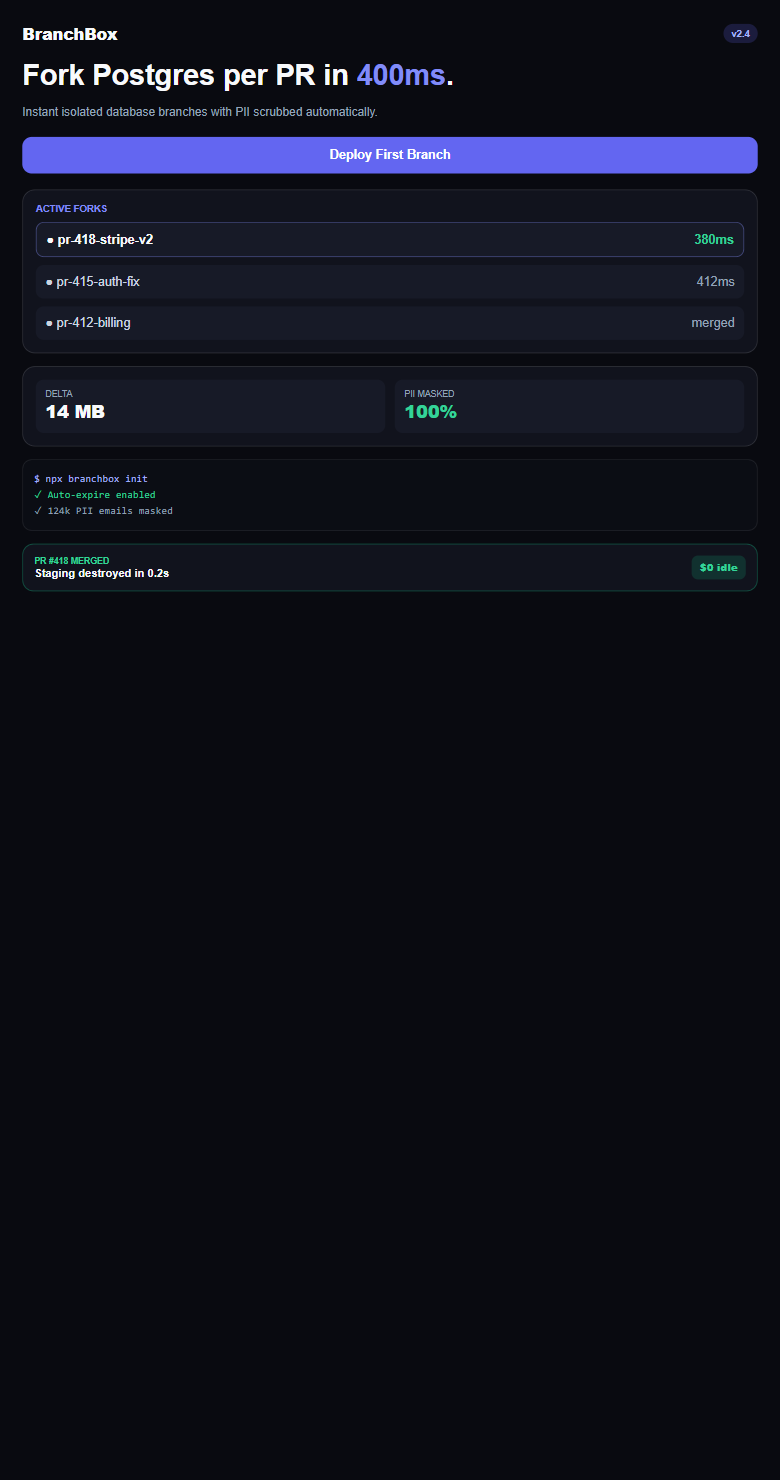 BranchBox
v2.4
Fork Postgres per PR in 400ms.
Instant isolated database branches with PII scrubbed automatically.
Deploy First Branch
ACTIVE FORKS
● pr-418-stripe-v2 380ms
● pr-415-auth-fix 412ms
● pr-412-billing merged
DELTA
14 MB
PII MASKED
100%
$ npx branchbox init
✓ Auto-expire enabled
✓ 124k PII emails masked
PR #418 MERGED
Staging destroyed in 0.2s
$0 idle